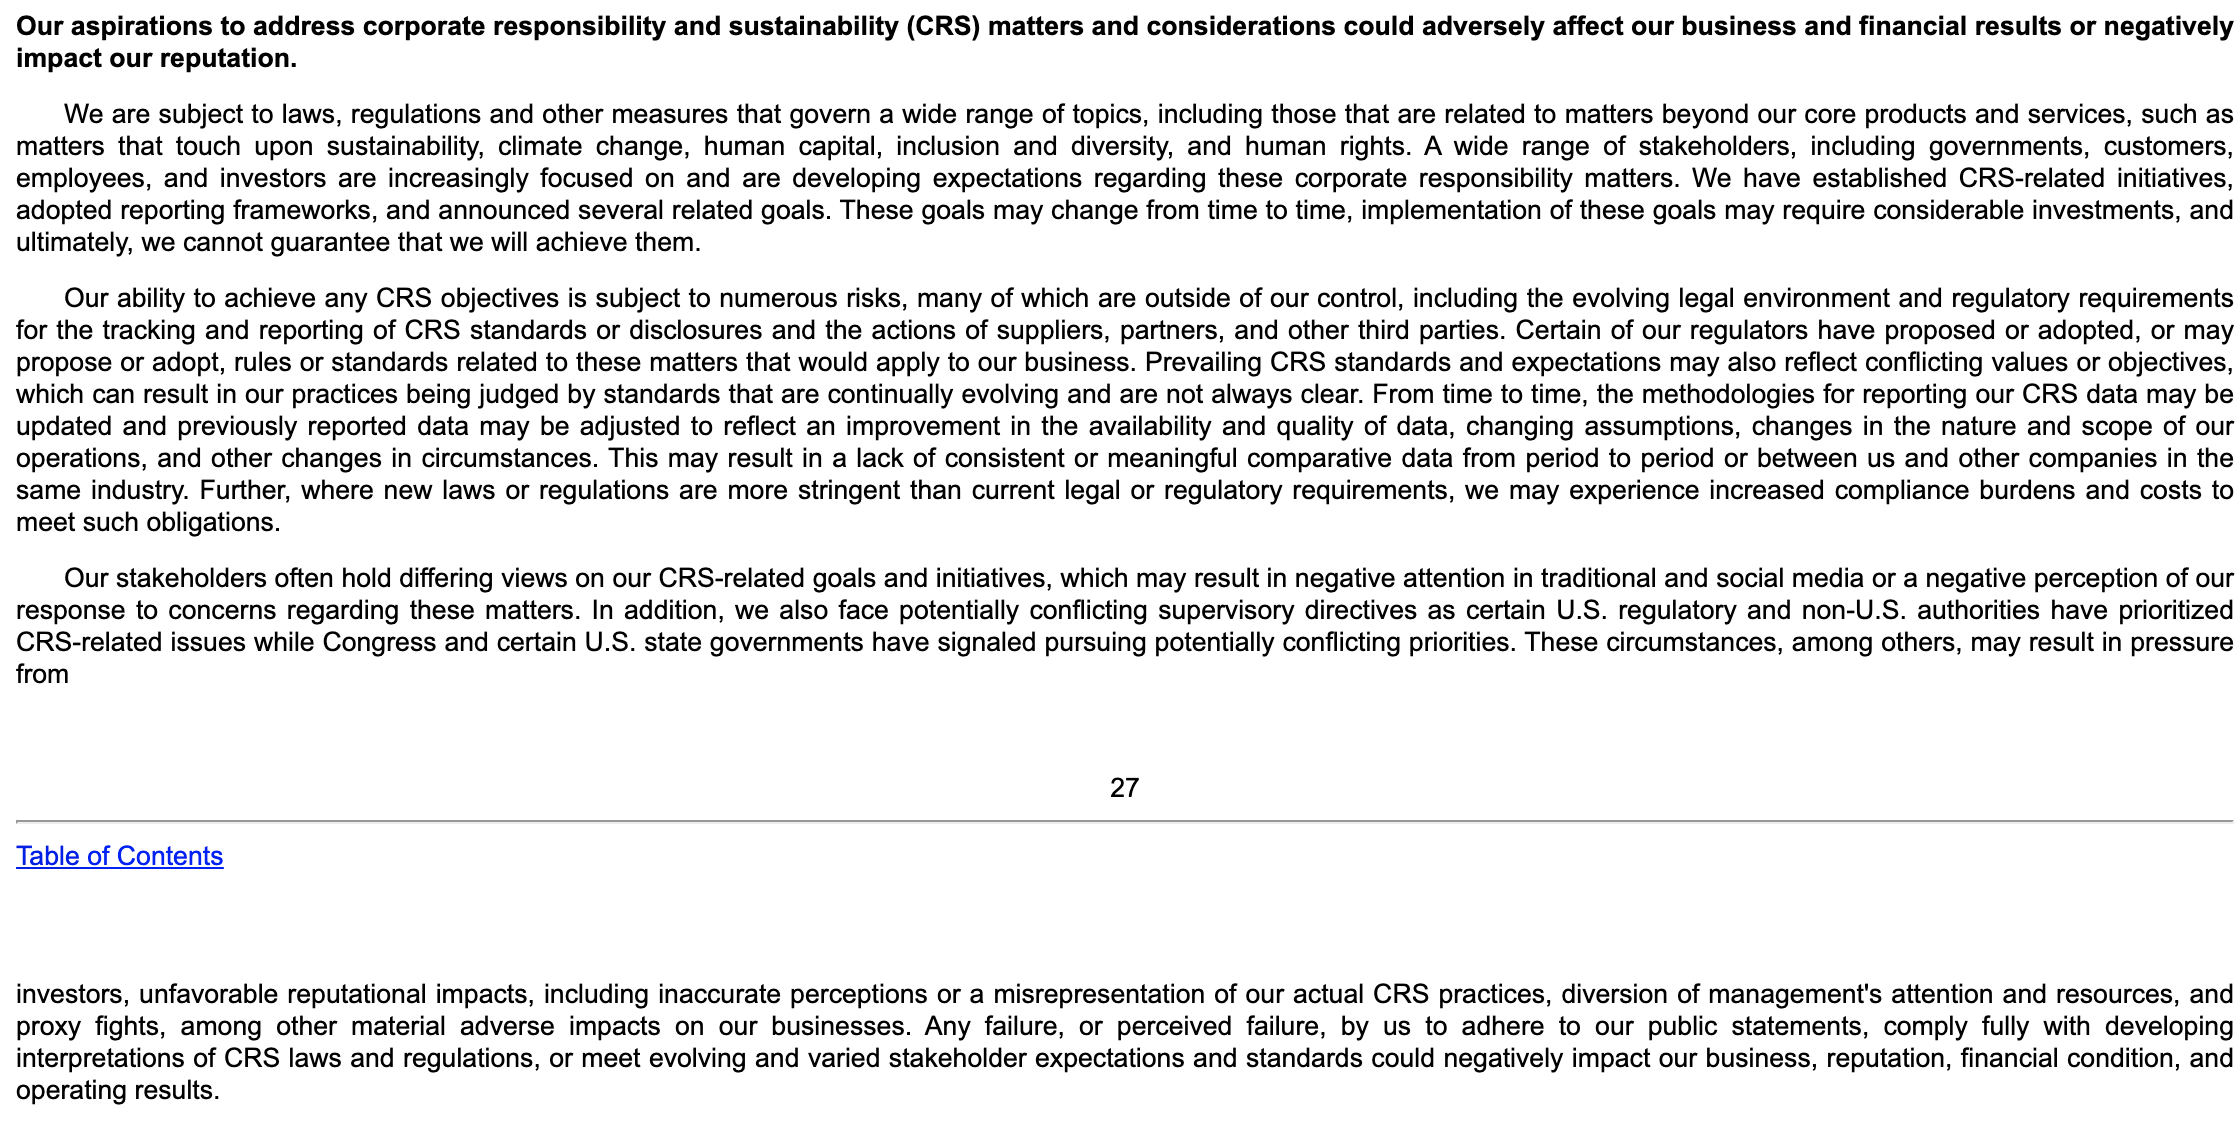 Our aspirations to address corporate responsibility and sustainability (CRS) matters and considerations could adversely affect our business and financial results or negatively
impact our reputation.
We are subject to laws, regulations and other measures that govern a wide range of topics, including those that are related to matters beyond our core products and services, such as
matters that touch upon sustainability, climate change, human capital, inclusion and diversity, and human rights. A wide range of stakeholders, including governments, customers,
employees, and investors are increasingly focused on and are developing expectations regarding these corporate responsibility matters. We have established CRS-related initiatives,
adopted reporting frameworks, and announced several related goals. These goals may change from time to time, implementation of these goals may require considerable investments, and
ultimately, we cannot guarantee that we will achieve them.
Our ability to achieve any CRS objectives is subject to numerous risks, many of which are outside of our control, including the evolving legal environment and regulatory requirements
for the tracking and reporting of CRS standards or disclosures and the actions of suppliers, partners, and other third parties. Certain of our regulators have proposed or adopted, or may
propose or adopt, rules or standards related to these matters that would apply to our business. Prevailing CRS standards and expectations may also reflect conflicting values or objectives,
which can result in our practices being judged by standards that are continually evolving and are not always clear. From time to time, the methodologies for reporting our CRS data may be
updated and previously reported data may be adjusted to reflect an improvement in the availability and quality of data, changing assumptions, changes in the nature and scope of our
operations, and other changes in circumstances. This may result in a lack of consistent or meaningful comparative data from period to period or between us and other companies in the
same industry. Further, where new laws or regulations are more stringent than current legal or regulatory requirements, we may experience increased compliance burdens and costs to
meet such obligations.
Our stakeholders often hold differing views on our CRS-related goals and initiatives, which may result in negative attention in traditional and social media or a negative perception of our
response to concerns regarding these matters. In addition, we also face potentially conflicting supervisory directives as certain U.S. regulatory and non-U.S. authorities have prioritized
CRS-related issues while Congress and certain U.S. state governments have signaled pursuing potentially conflicting priorities. These circumstances, among others, may result in pressure
from
27
Table of Contents
investors, unfavorable reputational impacts, including inaccurate perceptions or a misrepresentation of our actual CRS practices, diversion of management's attention and resources, and
proxy fights, among other material adverse impacts on our businesses. Any failure, or perceived failure, by us to adhere to our public statements, comply fully with developing
interpretations of CRS laws and regulations, or meet evolving and varied stakeholder expectations and standards could negatively impact our business, reputation, financial condition, and
operating results.